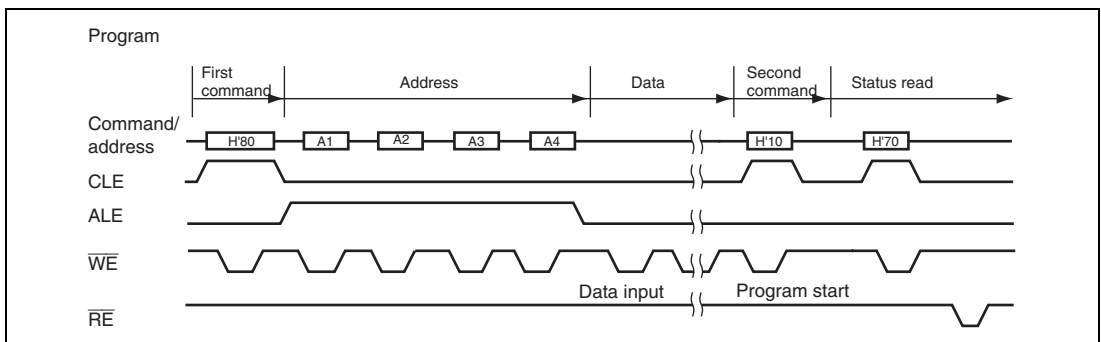 Program
First
command
Address
Data
Second
command
Status read
Command/
address
H'80
A1
A2
A3
A4
H'10
H'70
CLE
ALE
WE
Data input
Program start
RE